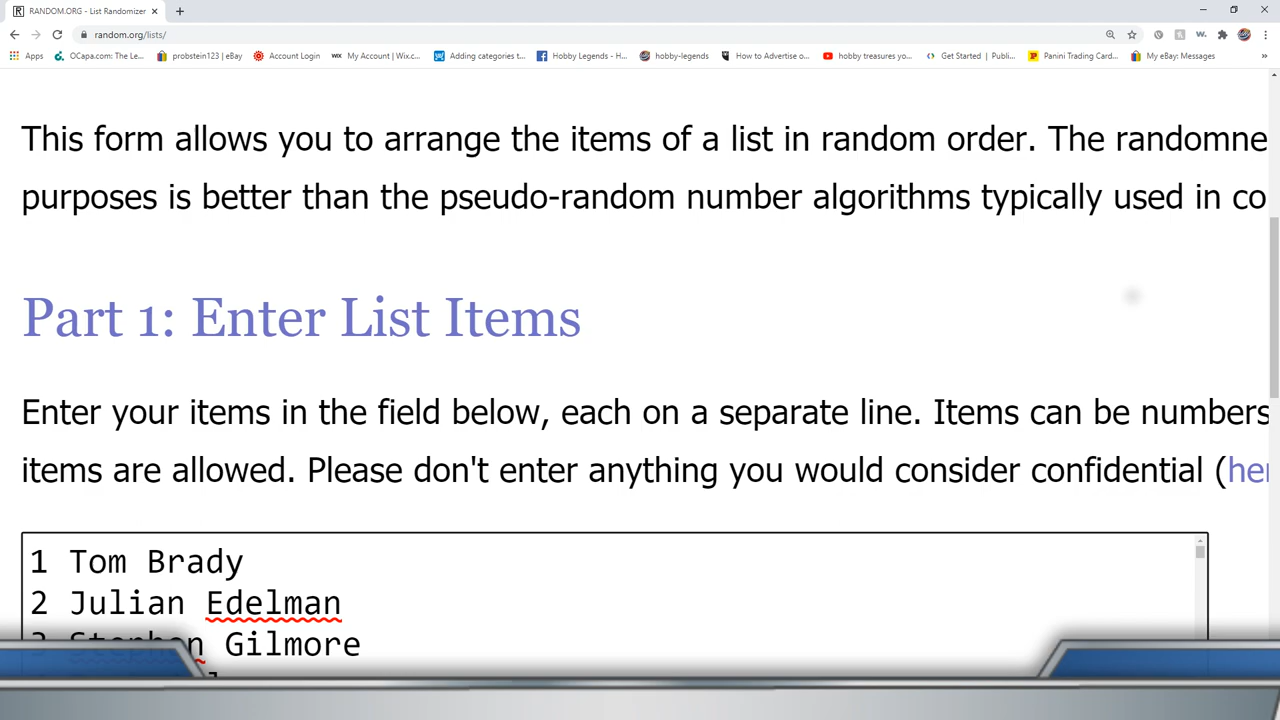 RANDOM.ORG - List Randomizer
random.org/lists/
Apps OCapa.com: The Le... probstein123 | eBay Account Login My Account | Wix.c... Adding categories t... Hobby Legends - H... hobby-legends How to Advertise o... hobby treasures yo... Get Started | Publi... Panini Trading Card... My eBay: Messages »
This form allows you to arrange the items of a list in random order. The randomne
purposes is better than the pseudo-random number algorithms typically used in co
Part 1: Enter List Items
Enter your items in the field below, each on a separate line. Items can be numbers
items are allowed. Please don't enter anything you would consider confidential (her
1 Tom Brady
2 Julian Edelman
3 Stephon Gilmore